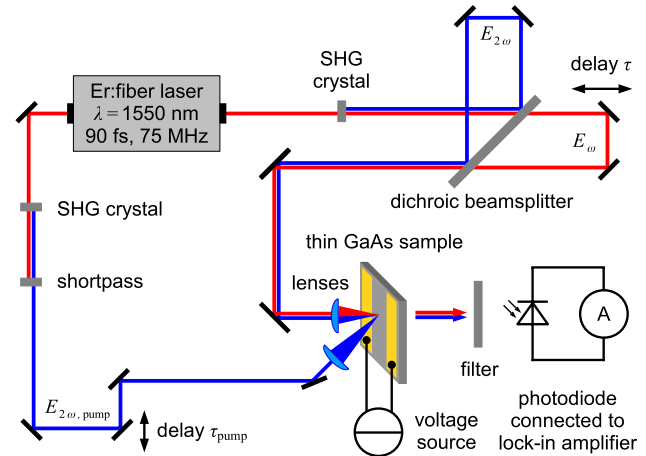 E2ω
SHG
crystal
delay τ
Er:fiber laser
λ = 1550 nm
90 fs, 75 MHz
Eω
dichroic beamsplitter
SHG crystal
thin GaAs sample
shortpass
lenses
A
filter
E2ω, pump
delay τpump
voltage
source
photodiode
connected to
lock-in amplifier